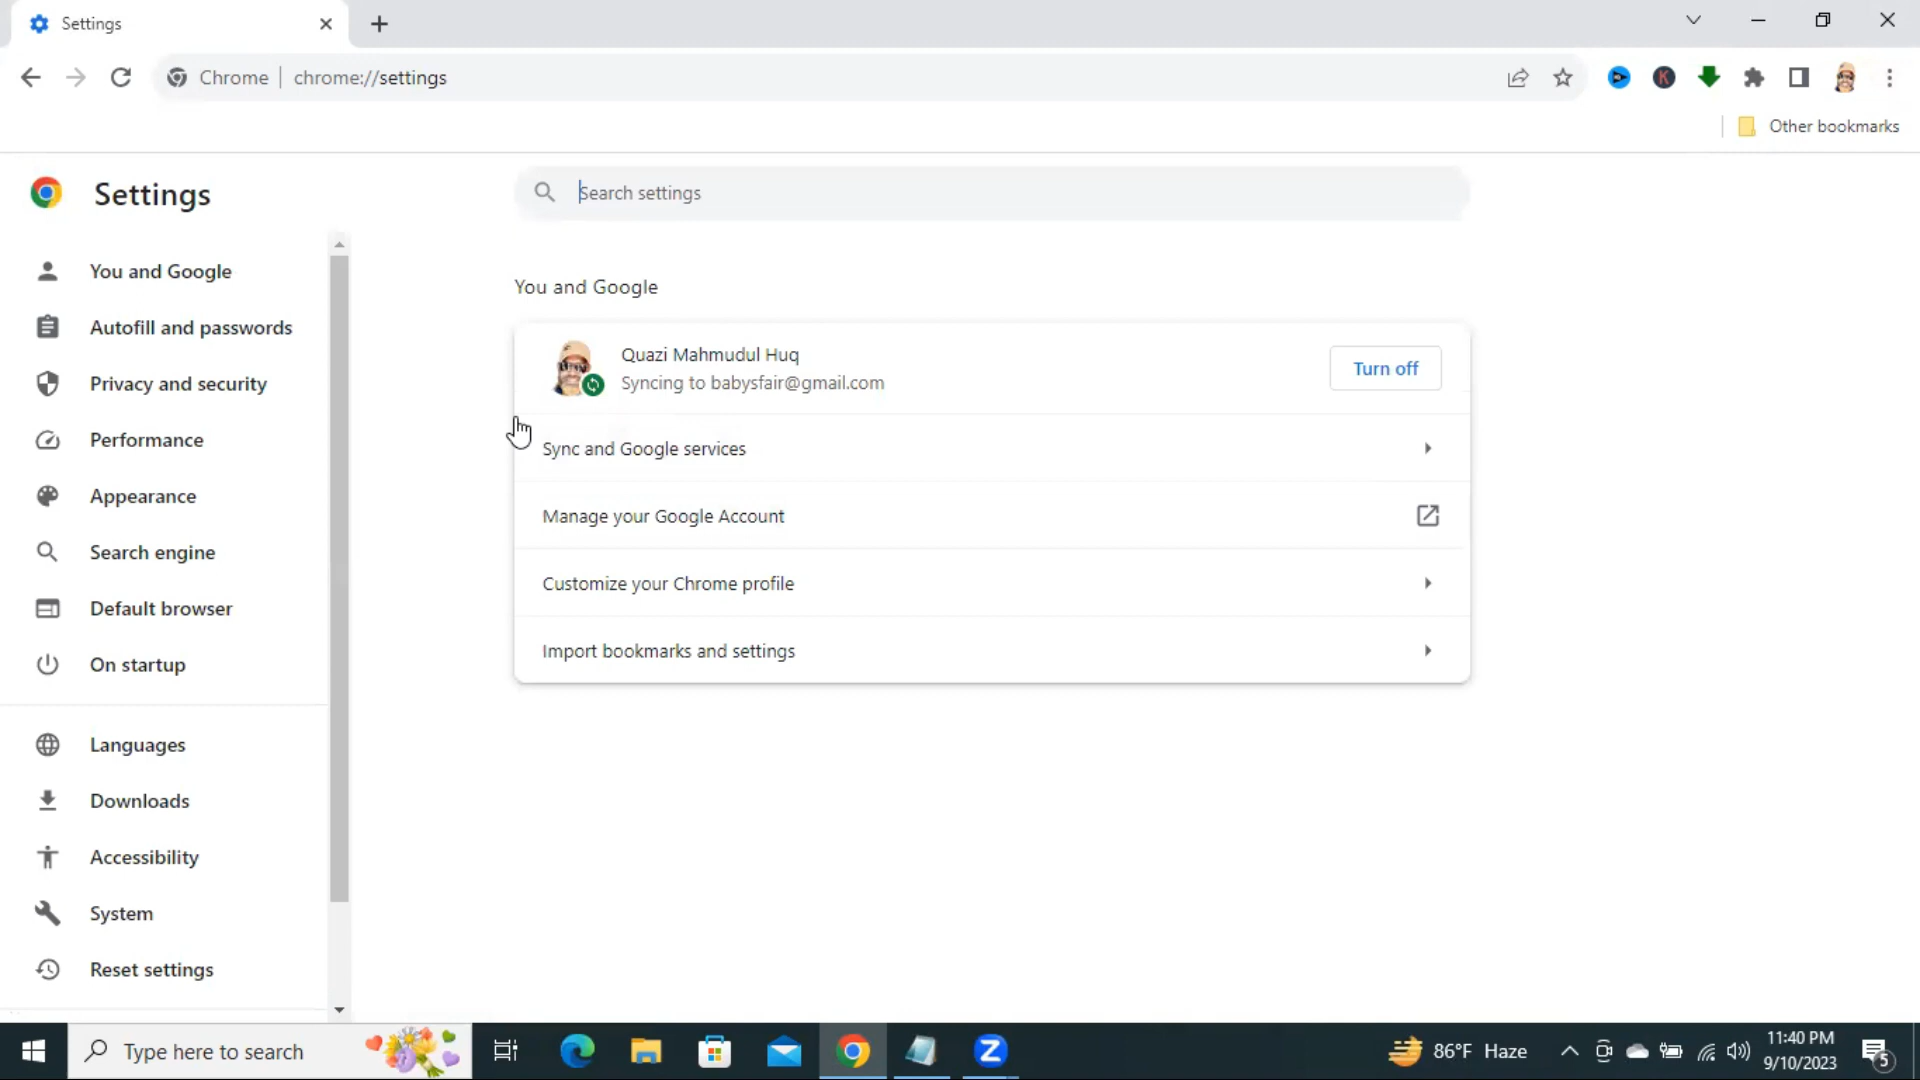 Settings
Chrome
chrome://settings
Other bookmarks
Settings
Search settings
You and Google
Autofill and passwords
Privacy and security
Performance
Appearance
Search engine
Default browser
On startup
Languages
Downloads
Accessibility
System
Reset settings
You and Google
Quazi Mahmudul Huq
Syncing to babysfair@gmail.com
Turn off
Sync and Google services
Manage your Google Account
Customize your Chrome profile
Import bookmarks and settings
Type here to search
Z
86°F Haze
11:40 PM
9/10/2023
5
K